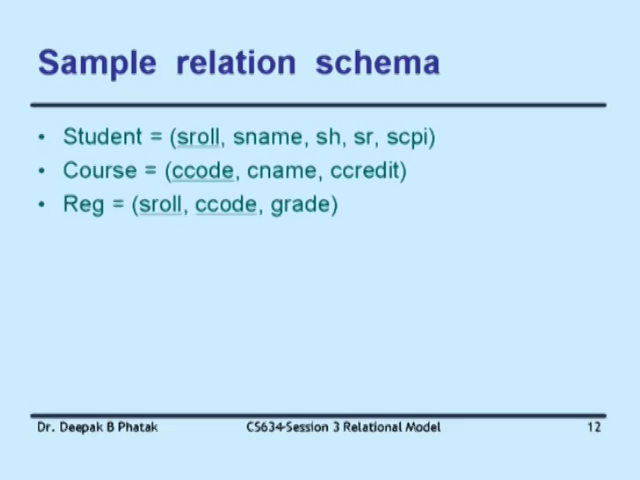 Sample relation schema
• Student = (sroll, sname, sh, sr, scpi)
• Course = (ccode, cname, ccredit)
• Reg = (sroll, ccode, grade)
Dr. Deepak B Phatak CS634-Session 3 Relational Model 12